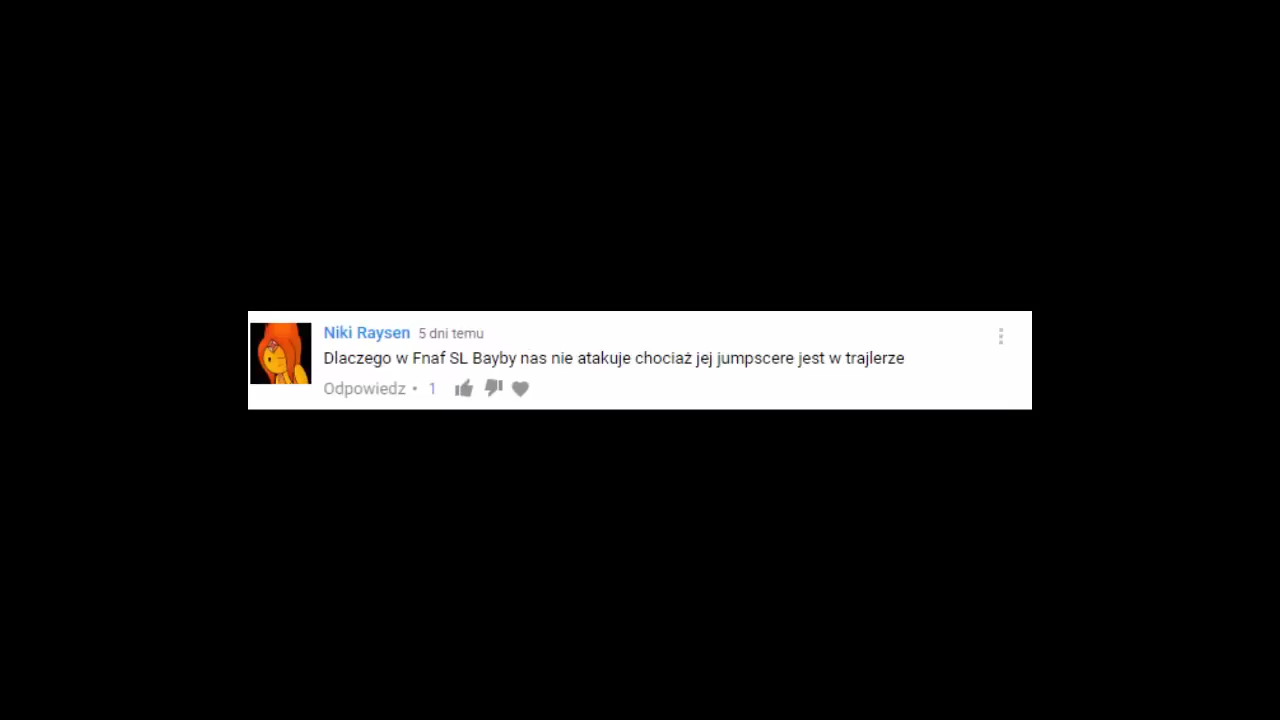 Niki Raysen 5 dni temu
Dlaczego w Fnaf SL Bayby nas nie atakuje chociaż jej jumpscere jest w trajlerze
Odpowiedz • 1